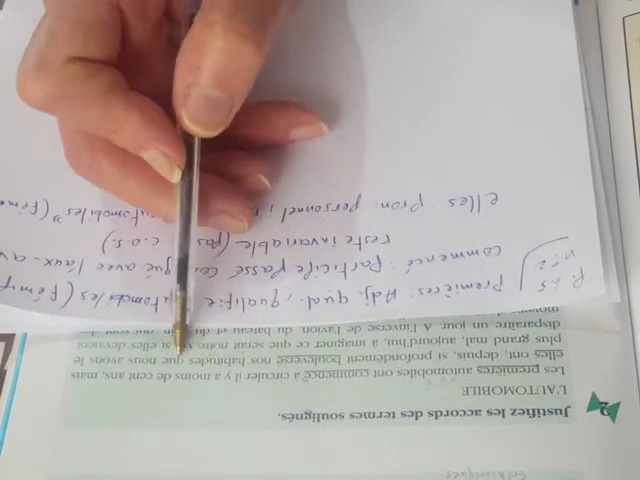 2 Justifiez les accords des termes soulignés.
L'AUTOMOBILE
Les premières automobiles ont commencé à circuler il y a moins de cent ans, mais
elles ont, depuis, si profondément bouleversé nos habitudes que nous avons le
plus grand mal, aujourd'hui, à imaginer ce que serait notre vie si elles devaient
disparaître un jour. A l'inverse de l'avion, du bateau et du
P. 65
n° 2
Premières : Adj. qual., qualifie automobiles (Fém
commencé : Participe passé avec l'aux. av
reste invariable (pas c.o.d.)
elles Pron. personnel,